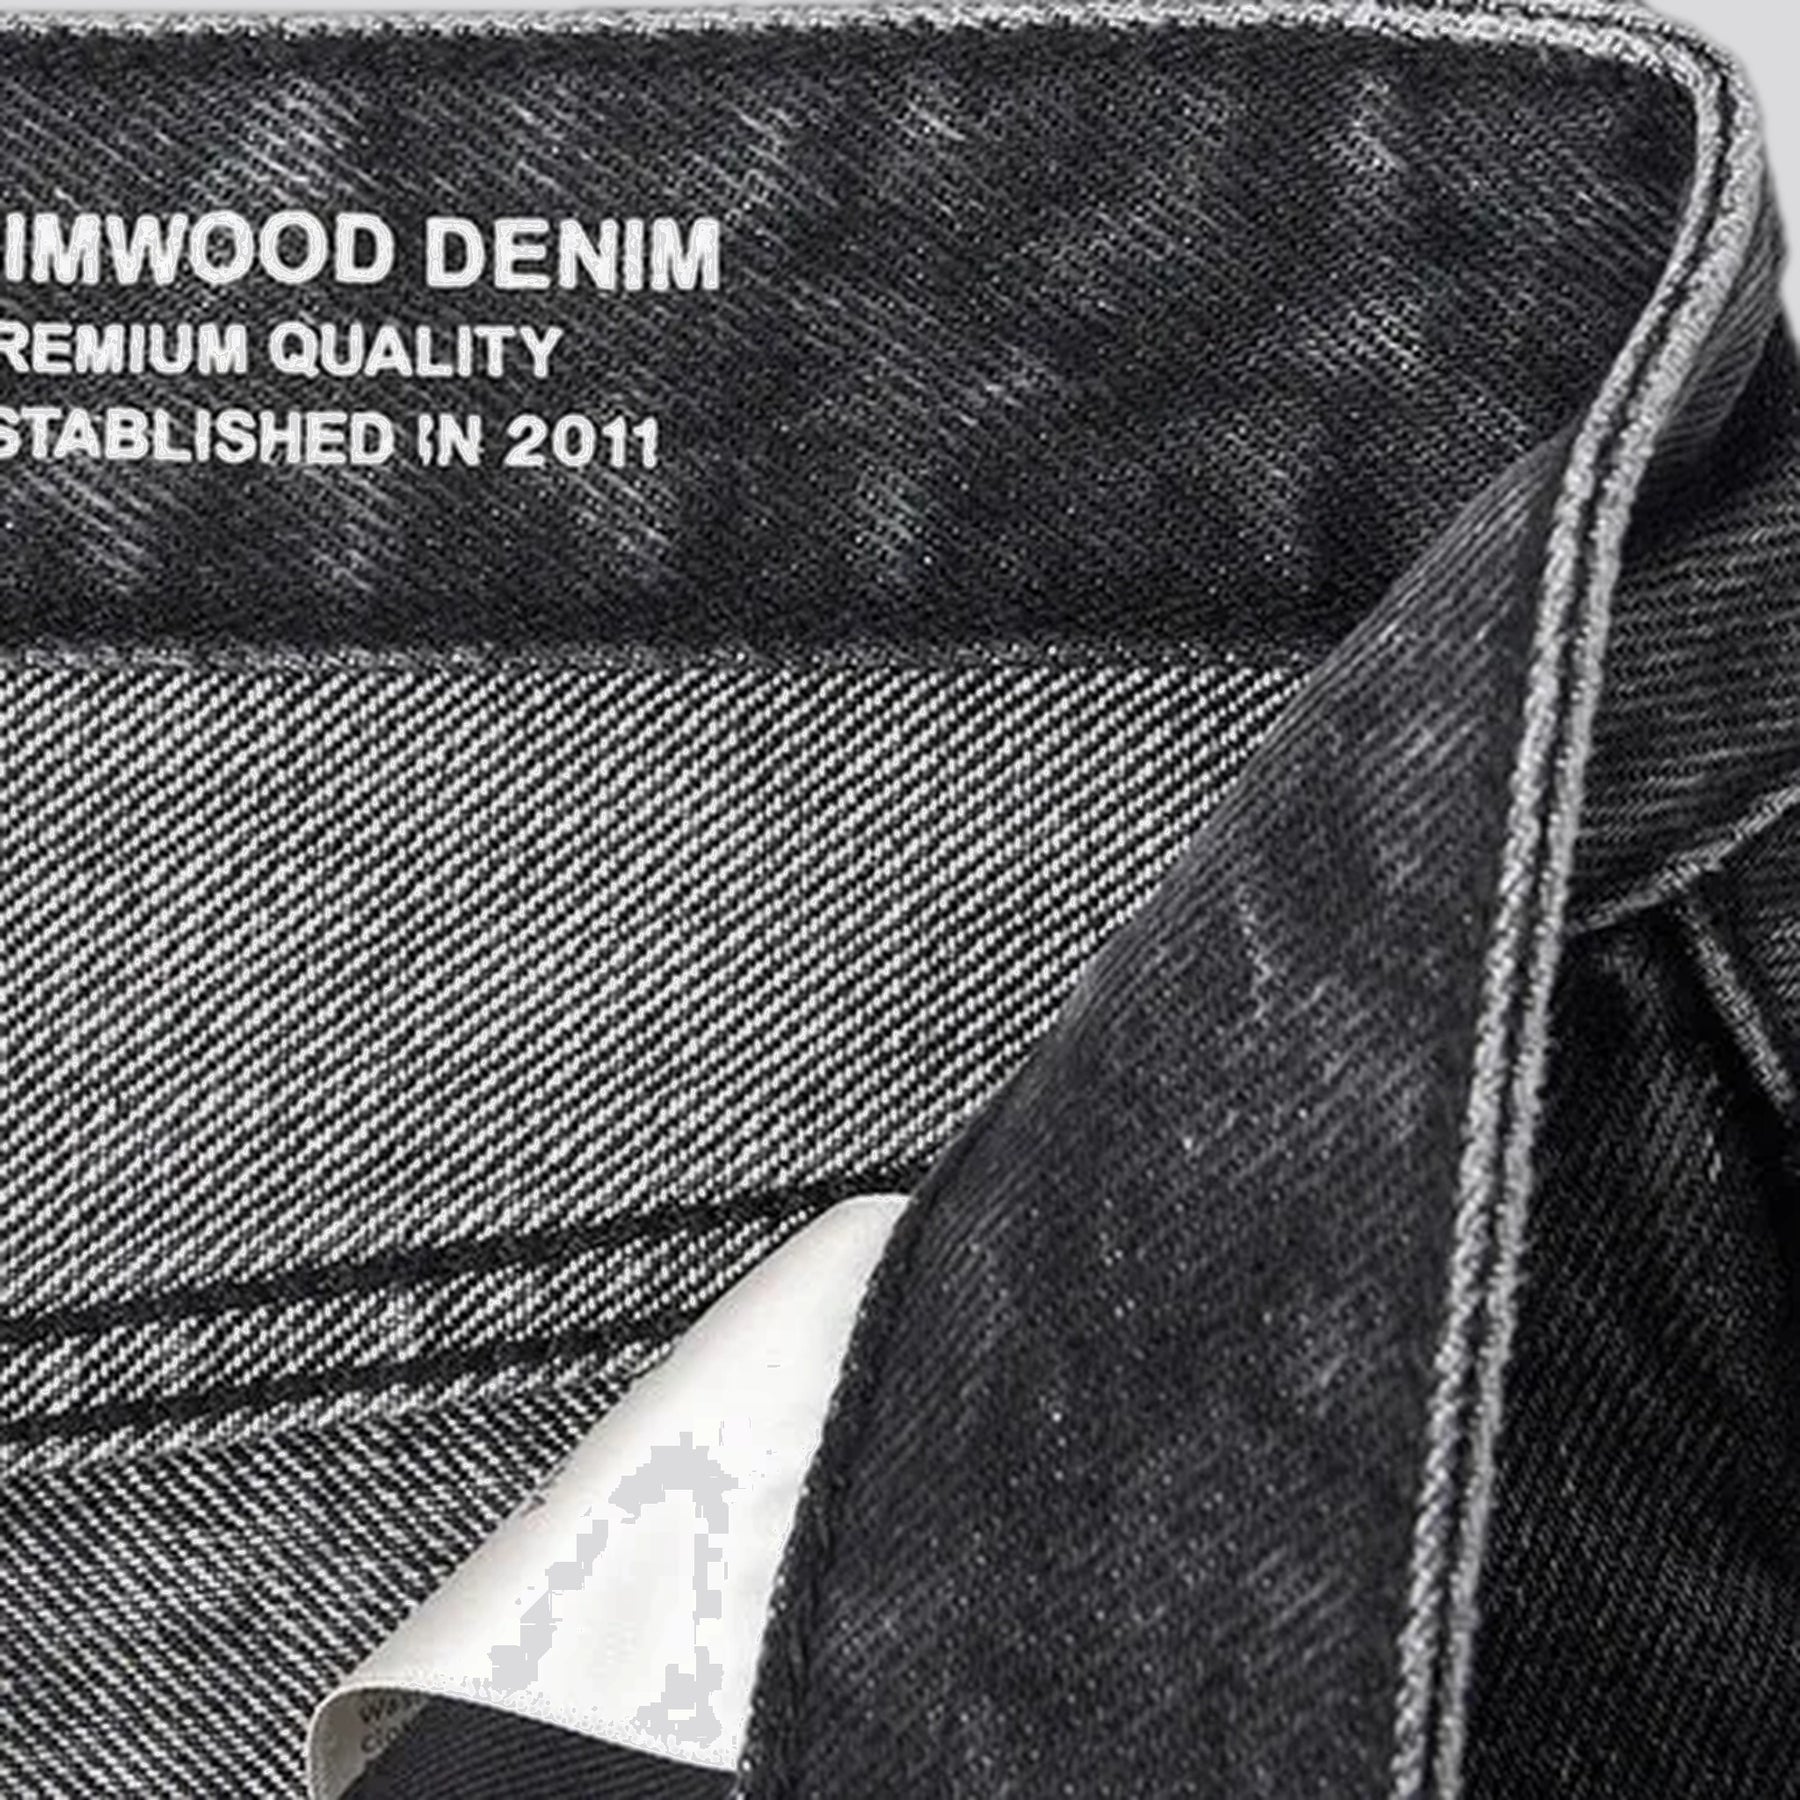 IMWOOD DENIM
REMIUM QUALITY
STABLISHED IN 2011